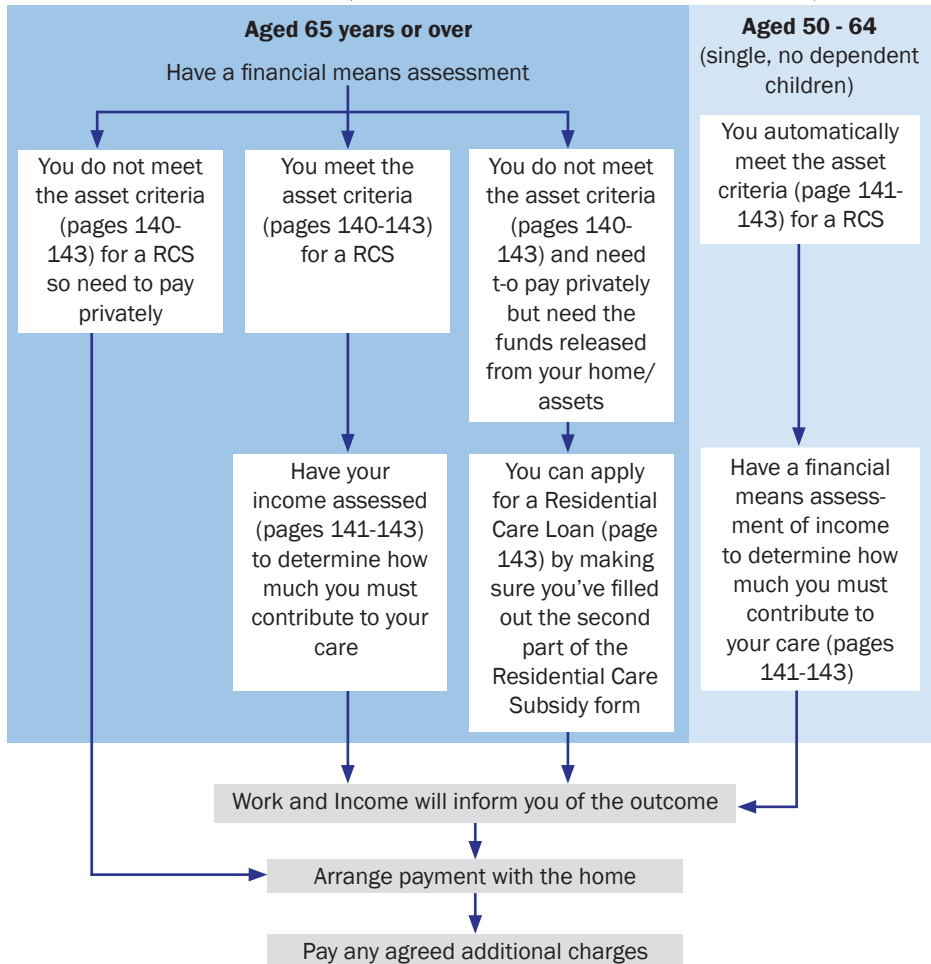 Aged 65 years or over
Have a financial means assessment
You do not meet
the asset criteria
(pages 140-
143) for a RCS
so need to pay
privately
You meet the
asset criteria
(pages 140-143)
for a RCS
You do not meet
the asset criteria
(pages 140-
143) and need
t-o pay privately
but need the
funds released
from your home/
assets
Have your
income assessed
(pages 141-143)
to determine how
much you must
contribute to your
care
You can apply
for a Residential
Care Loan (page
143) by making
sure you’ve filled
out the second
part of the
Residential Care
Subsidy form
Aged 50 - 64
(single, no dependent
children)
You automatically
meet the asset
criteria (page 141-
143) for a RCS
Have a financial
means assess-
ment of income
to determine how
much you must
contribute to
your care (pages
141-143)
Work and Income will inform you of the outcome
Arrange payment with the home
Pay any agreed additional charges